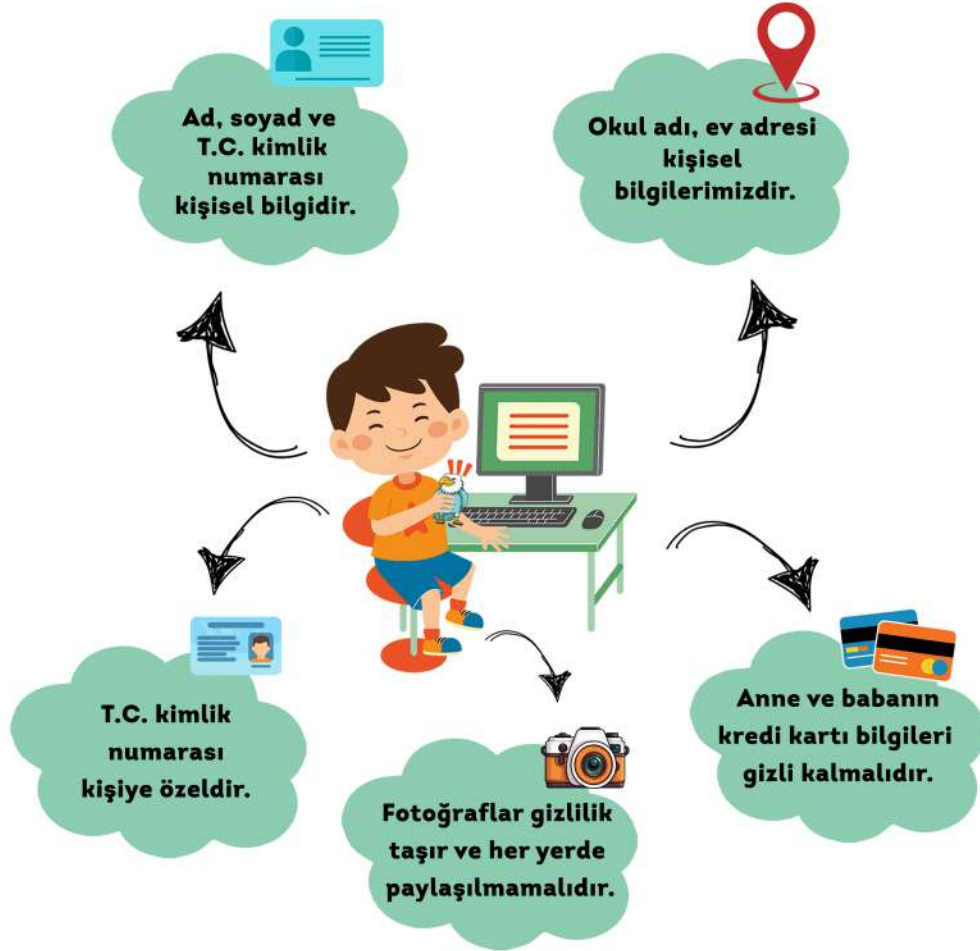 Ad, soyad ve
T.C. kimlik
numarası
kişisel bilgidir.
Okul adı, ev adresi
kişisel
bilgilerimizdir.
T.C. kimlik
numarası
kişiye özeldir.
Fotoğraflar gizlilik
taşır ve her yerde
paylaşılmamalıdır.
Anne ve babanın
kredi kartı bilgileri
gizli kalmalıdır.